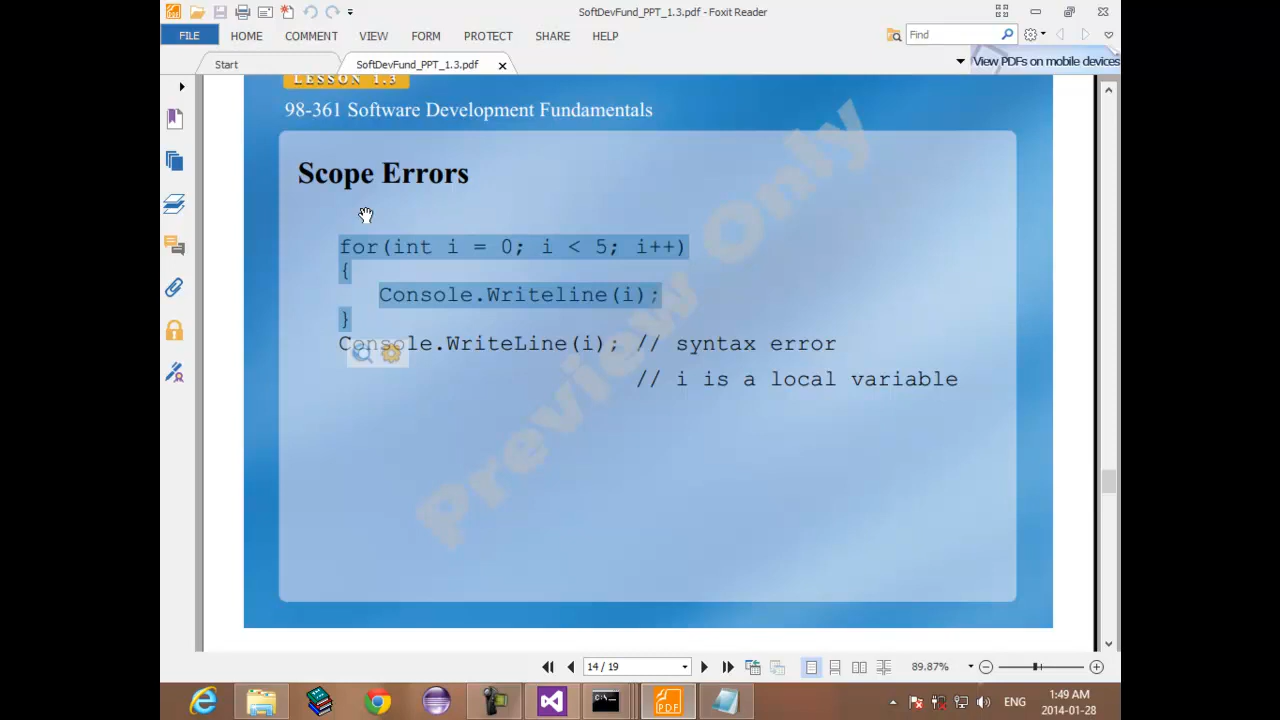 SoftDevFund_PPT_1.3.pdf - Foxit Reader
FILE HOME COMMENT VIEW FORM PROTECT SHARE HELP Find
Start SoftDevFund_PPT_1.3.pdf View PDFs on mobile devices
LESSON 1.3
98-361 Software Development Fundamentals
Scope Errors
for(int i = 0; i < 5; i++)
{
Console.Writeline(i);
}
Console.WriteLine(i); // syntax error
// i is a local variable
Preview Only
14 / 19 89.87%
PDF ENG 1:49 AM
2014-01-28